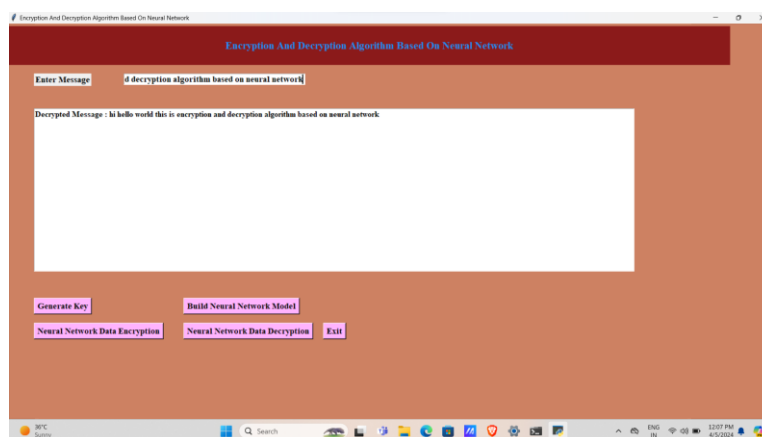 Encryption And Decryption Algorithm Based On Neural Network
Encryption And Decryption Algorithm Based On Neural Network
Enter Message
d decryption algorithm based on neural network
Decrypted Message : hi hello world this is encryption and decryption algorithm based on neural network
Generate Key
Build Neural Network Model
Neural Network Data Encryption
Neural Network Data Decryption
Exit
36°C
Sunny
Search
ENG
IN
12:07 PM
4/5/2024